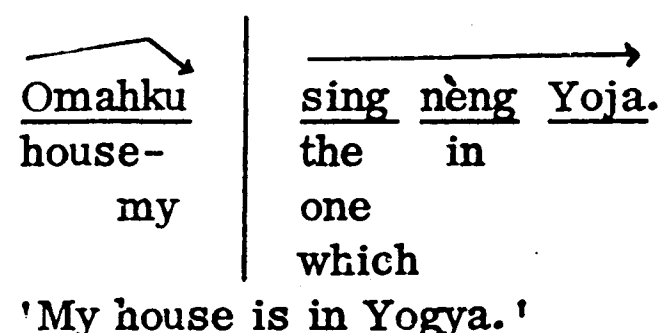 Omahku sing nèng Yoja.
house- the in
my one
which
'My house is in Yogya.'